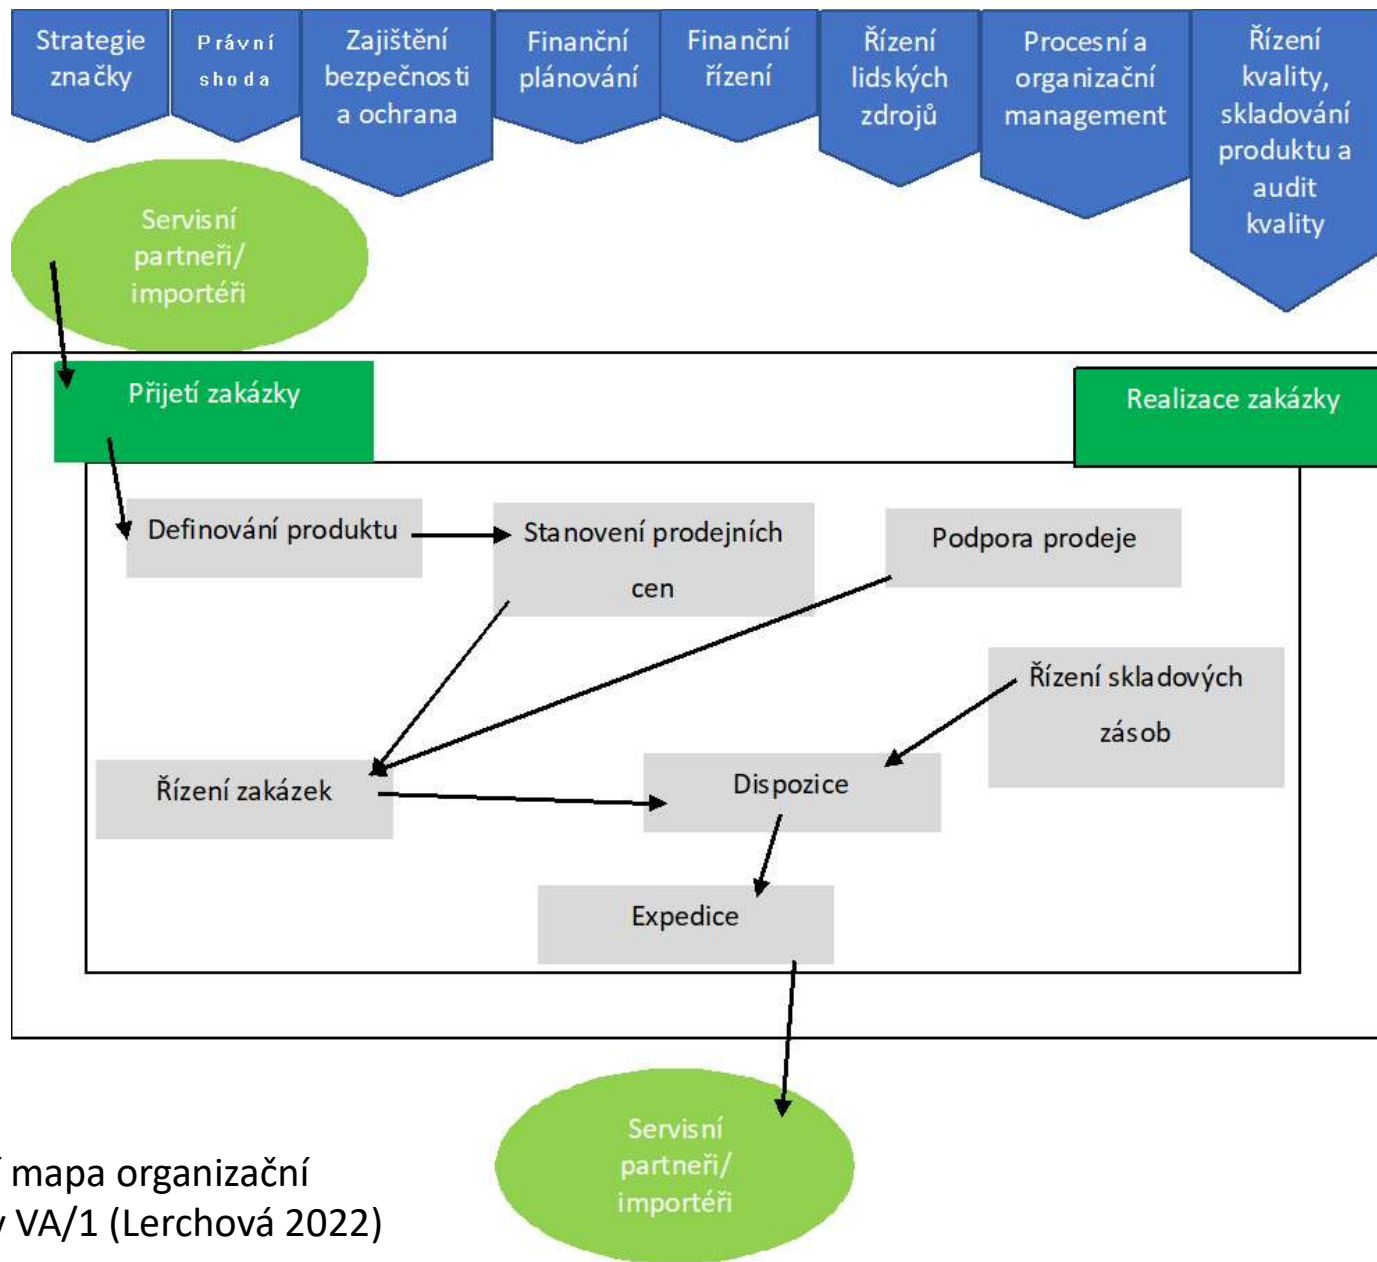 Strategie
značky
Právní
shoda
Zajištění
bezpečnosti
a ochrana
Finanční
plánování
Finanční
řízení
Řízení
lidských
zdrojů
Procesní a
organizační
management
Řízení
kvality,
skladování
produktu a
audit
kvality
Servisní
partneři/
importéři
Přijetí zakázky
Realizace zakázky
Definování produktu
Stanovení prodejních
cen
Podpora prodeje
Řízení skladových
zásob
Řízení zakázek
Dispozice
Expedice
Servisní
partneři/
importéři
mapa organizační
VA/1 (Lerchová 2022)